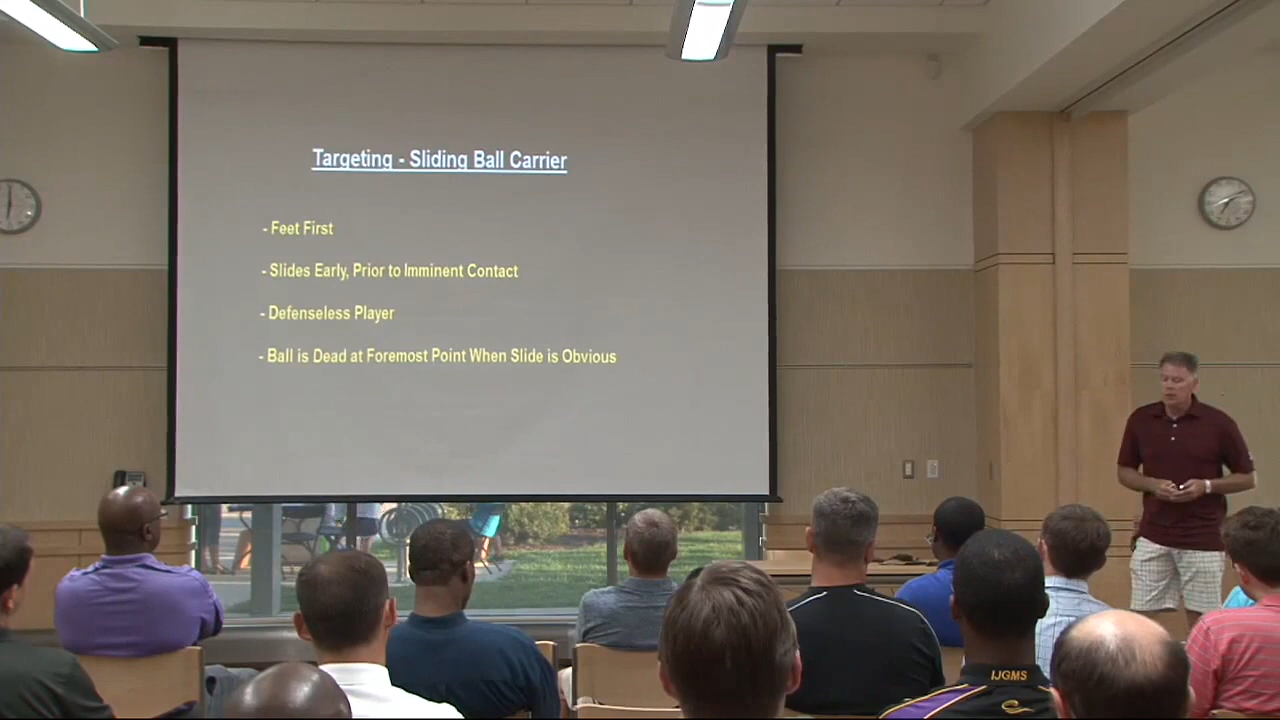 Targeting - Sliding Ball Carrier
- Feet First
- Slides Early, Prior to Imminent Contact
- Defenseless Player
- Ball is Dead at Foremost Point When Slide is Obvious
IJGMS